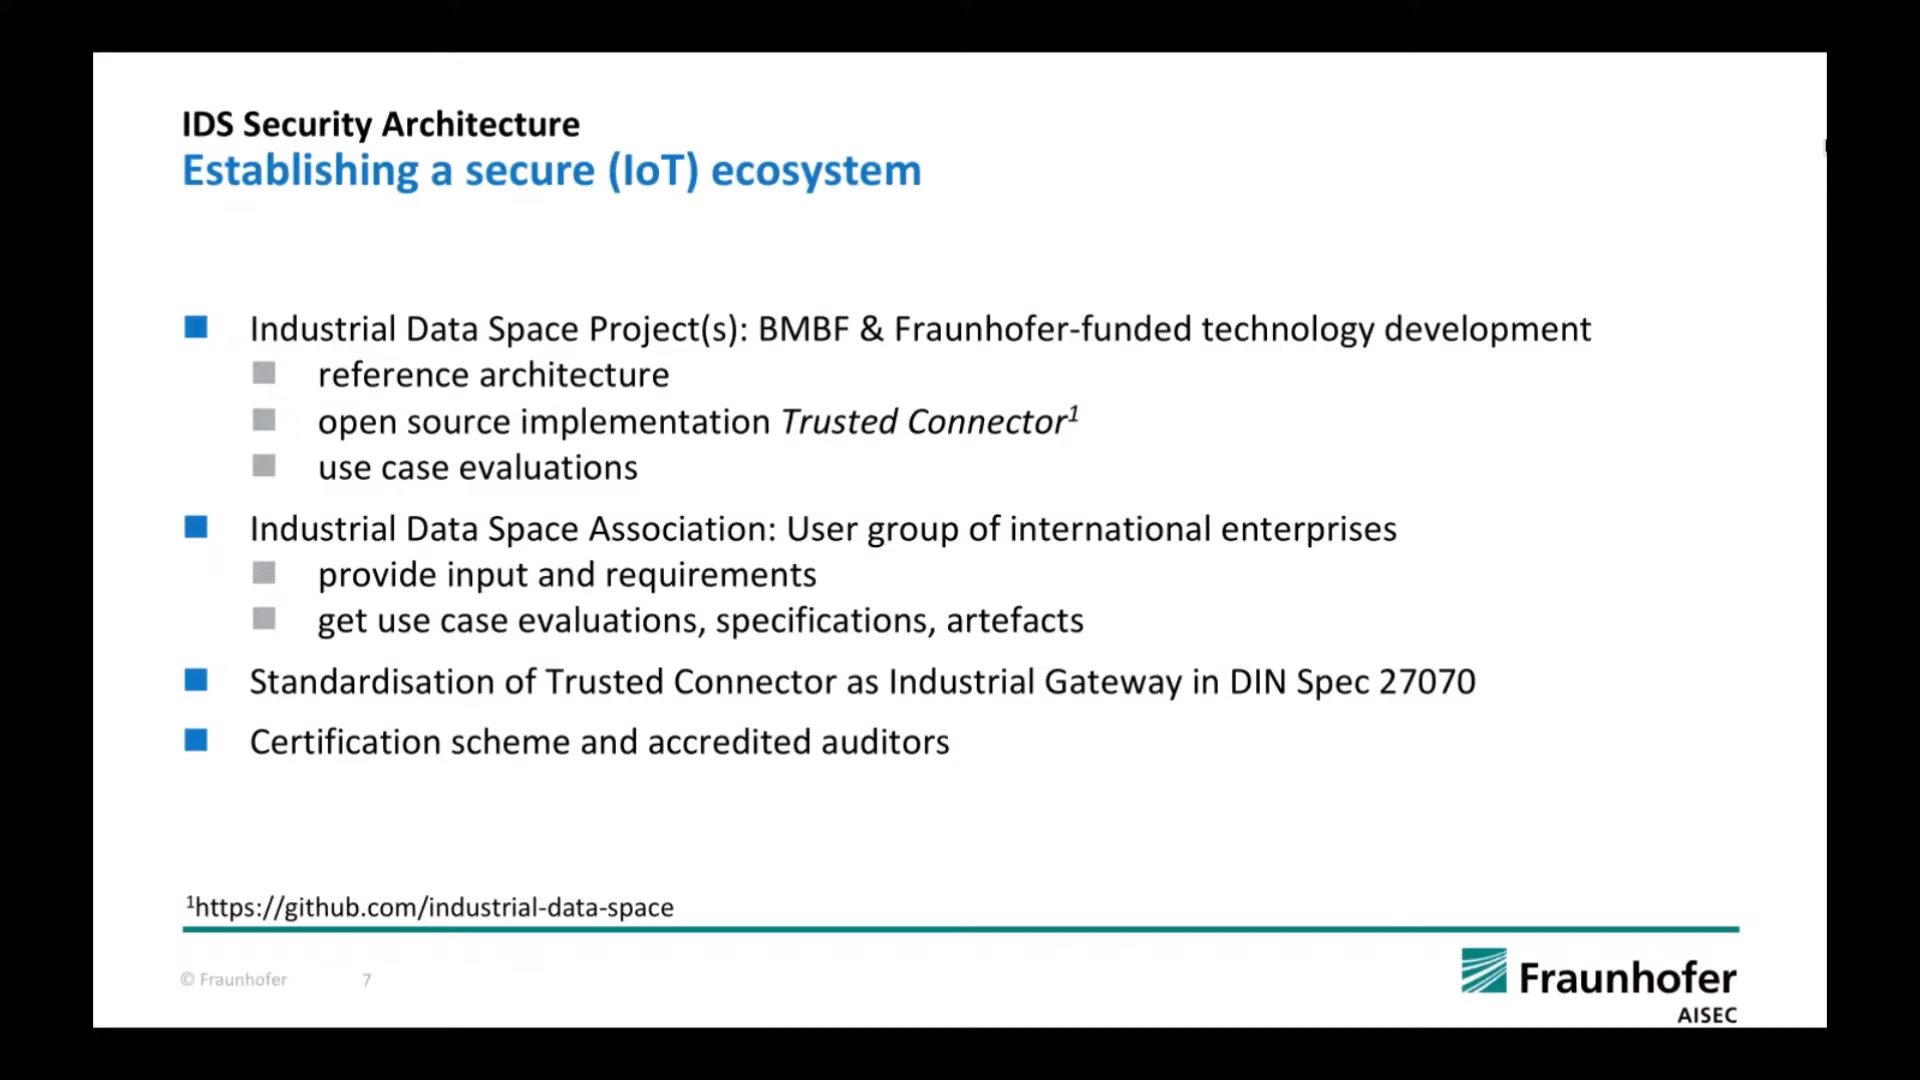 IDS Security Architecture
Establishing a secure (IoT) ecosystem
Industrial Data Space Project(s): BMBF & Fraunhofer-funded technology development
reference architecture
open source implementation Trusted Connector¹
use case evaluations
Industrial Data Space Association: User group of international enterprises
provide input and requirements
get use case evaluations, specifications, artefacts
Standardisation of Trusted Connector as Industrial Gateway in DIN Spec 27070
Certification scheme and accredited auditors
¹https://github.com/industrial-data-space
© Fraunhofer 7
Fraunhofer
AISEC